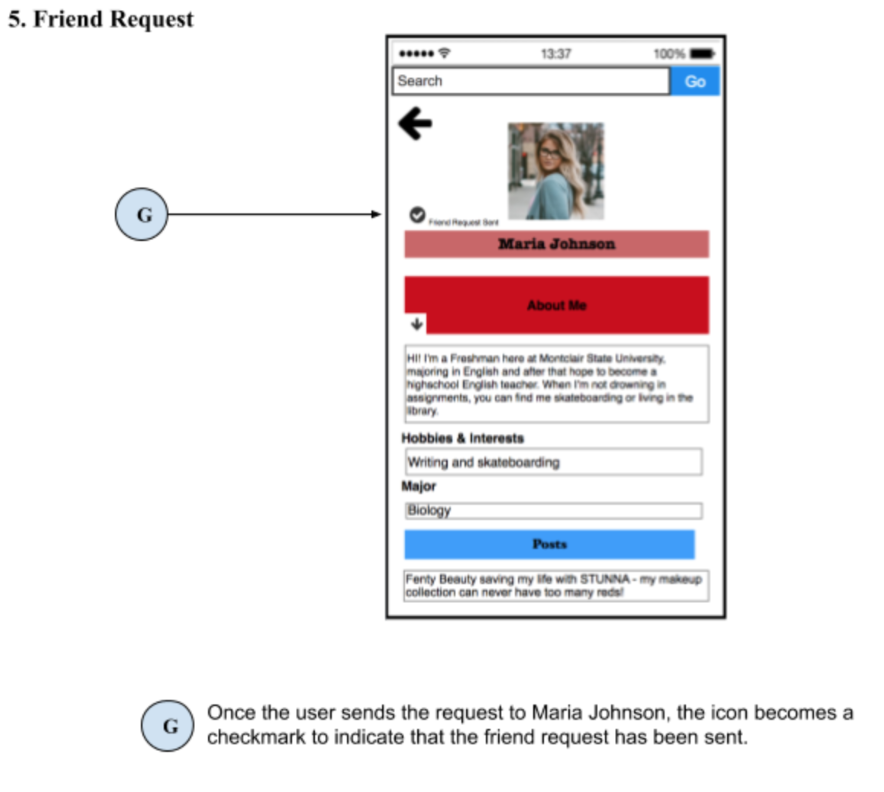 5. Friend Request
13:37
100%
Search
Go
G
Friend Request Sent
Maria Johnson
About Me
HI! I'm a Freshman here at Montclair State University,
majoring in English and after that hope to become a
highschool English teacher. When I'm not drowning in
assignments, you can find me skateboarding or living in the
library.
Hobbies & Interests
Writing and skateboarding
Major
Biology
Posts
Fenty Beauty saving my life with STUNNA - my makeup
collection can never have too many reds!
G
Once the user sends the request to Maria Johnson, the icon becomes a
checkmark to indicate that the friend request has been sent.